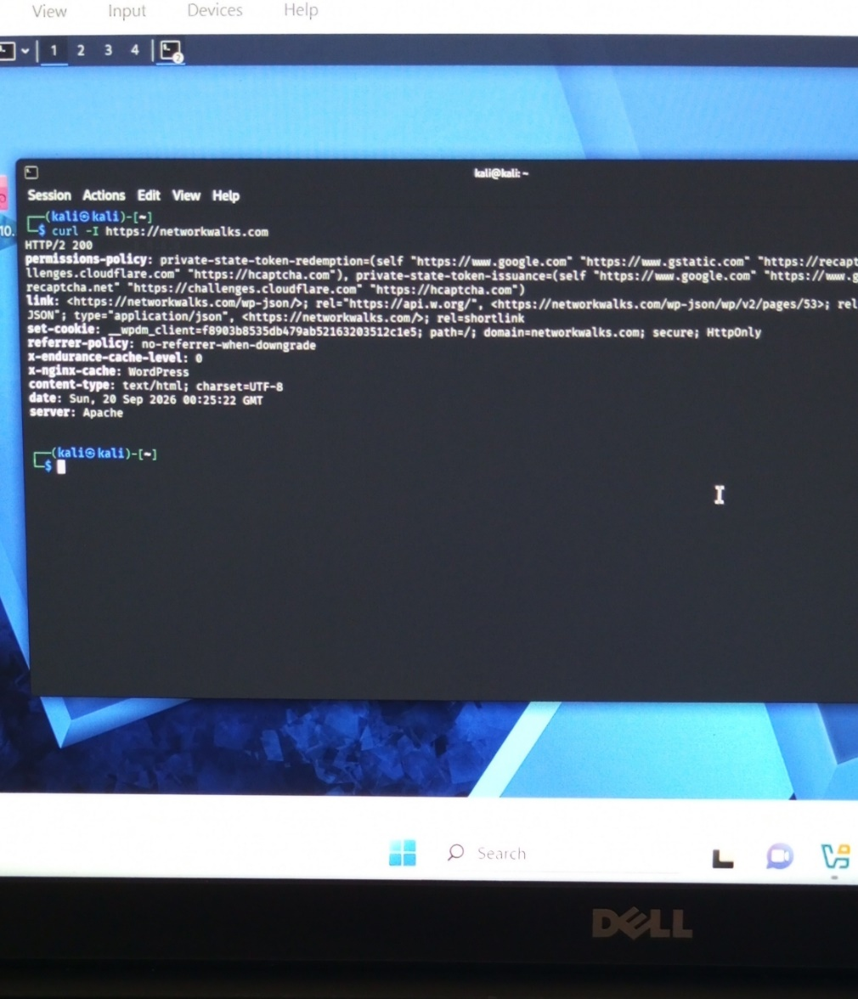 View Input Devices Help
1 2 3 4
2
kali@kali: ~
Session Actions Edit View Help
10.
┌──(kali㉿kali)-[~]
└─$ curl -I https://networkwalks.com
HTTP/2 200
permissions-policy: private-state-token-redemption=(self "https://www.google.com" "https://www.gstatic.com" "https://recapt
llenges.cloudflare.com" "https://hcaptcha.com"), private-state-token-issuance=(self "https://www.google.com" "https://www.g
recaptcha.net" "https://challenges.cloudflare.com" "https://hcaptcha.com")
link: <https://networkwalks.com/wp-json/>; rel="https://api.w.org/", <https://networkwalks.com/wp-json/wp/v2/pages/53>; rel
JSON"; type="application/json", <https://networkwalks.com/>; rel=shortlink
set-cookie: __wpdm_client=f8903b8535db479ab52163203512c1e5; path=/; domain=networkwalks.com; secure; HttpOnly
referrer-policy: no-referrer-when-downgrade
x-endurance-cache-level: 0
x-nginx-cache: WordPress
content-type: text/html; charset=UTF-8
date: Sun, 20 Sep 2026 00:25:22 GMT
server: Apache
┌──(kali㉿kali)-[~]
└─$
Search
DELL